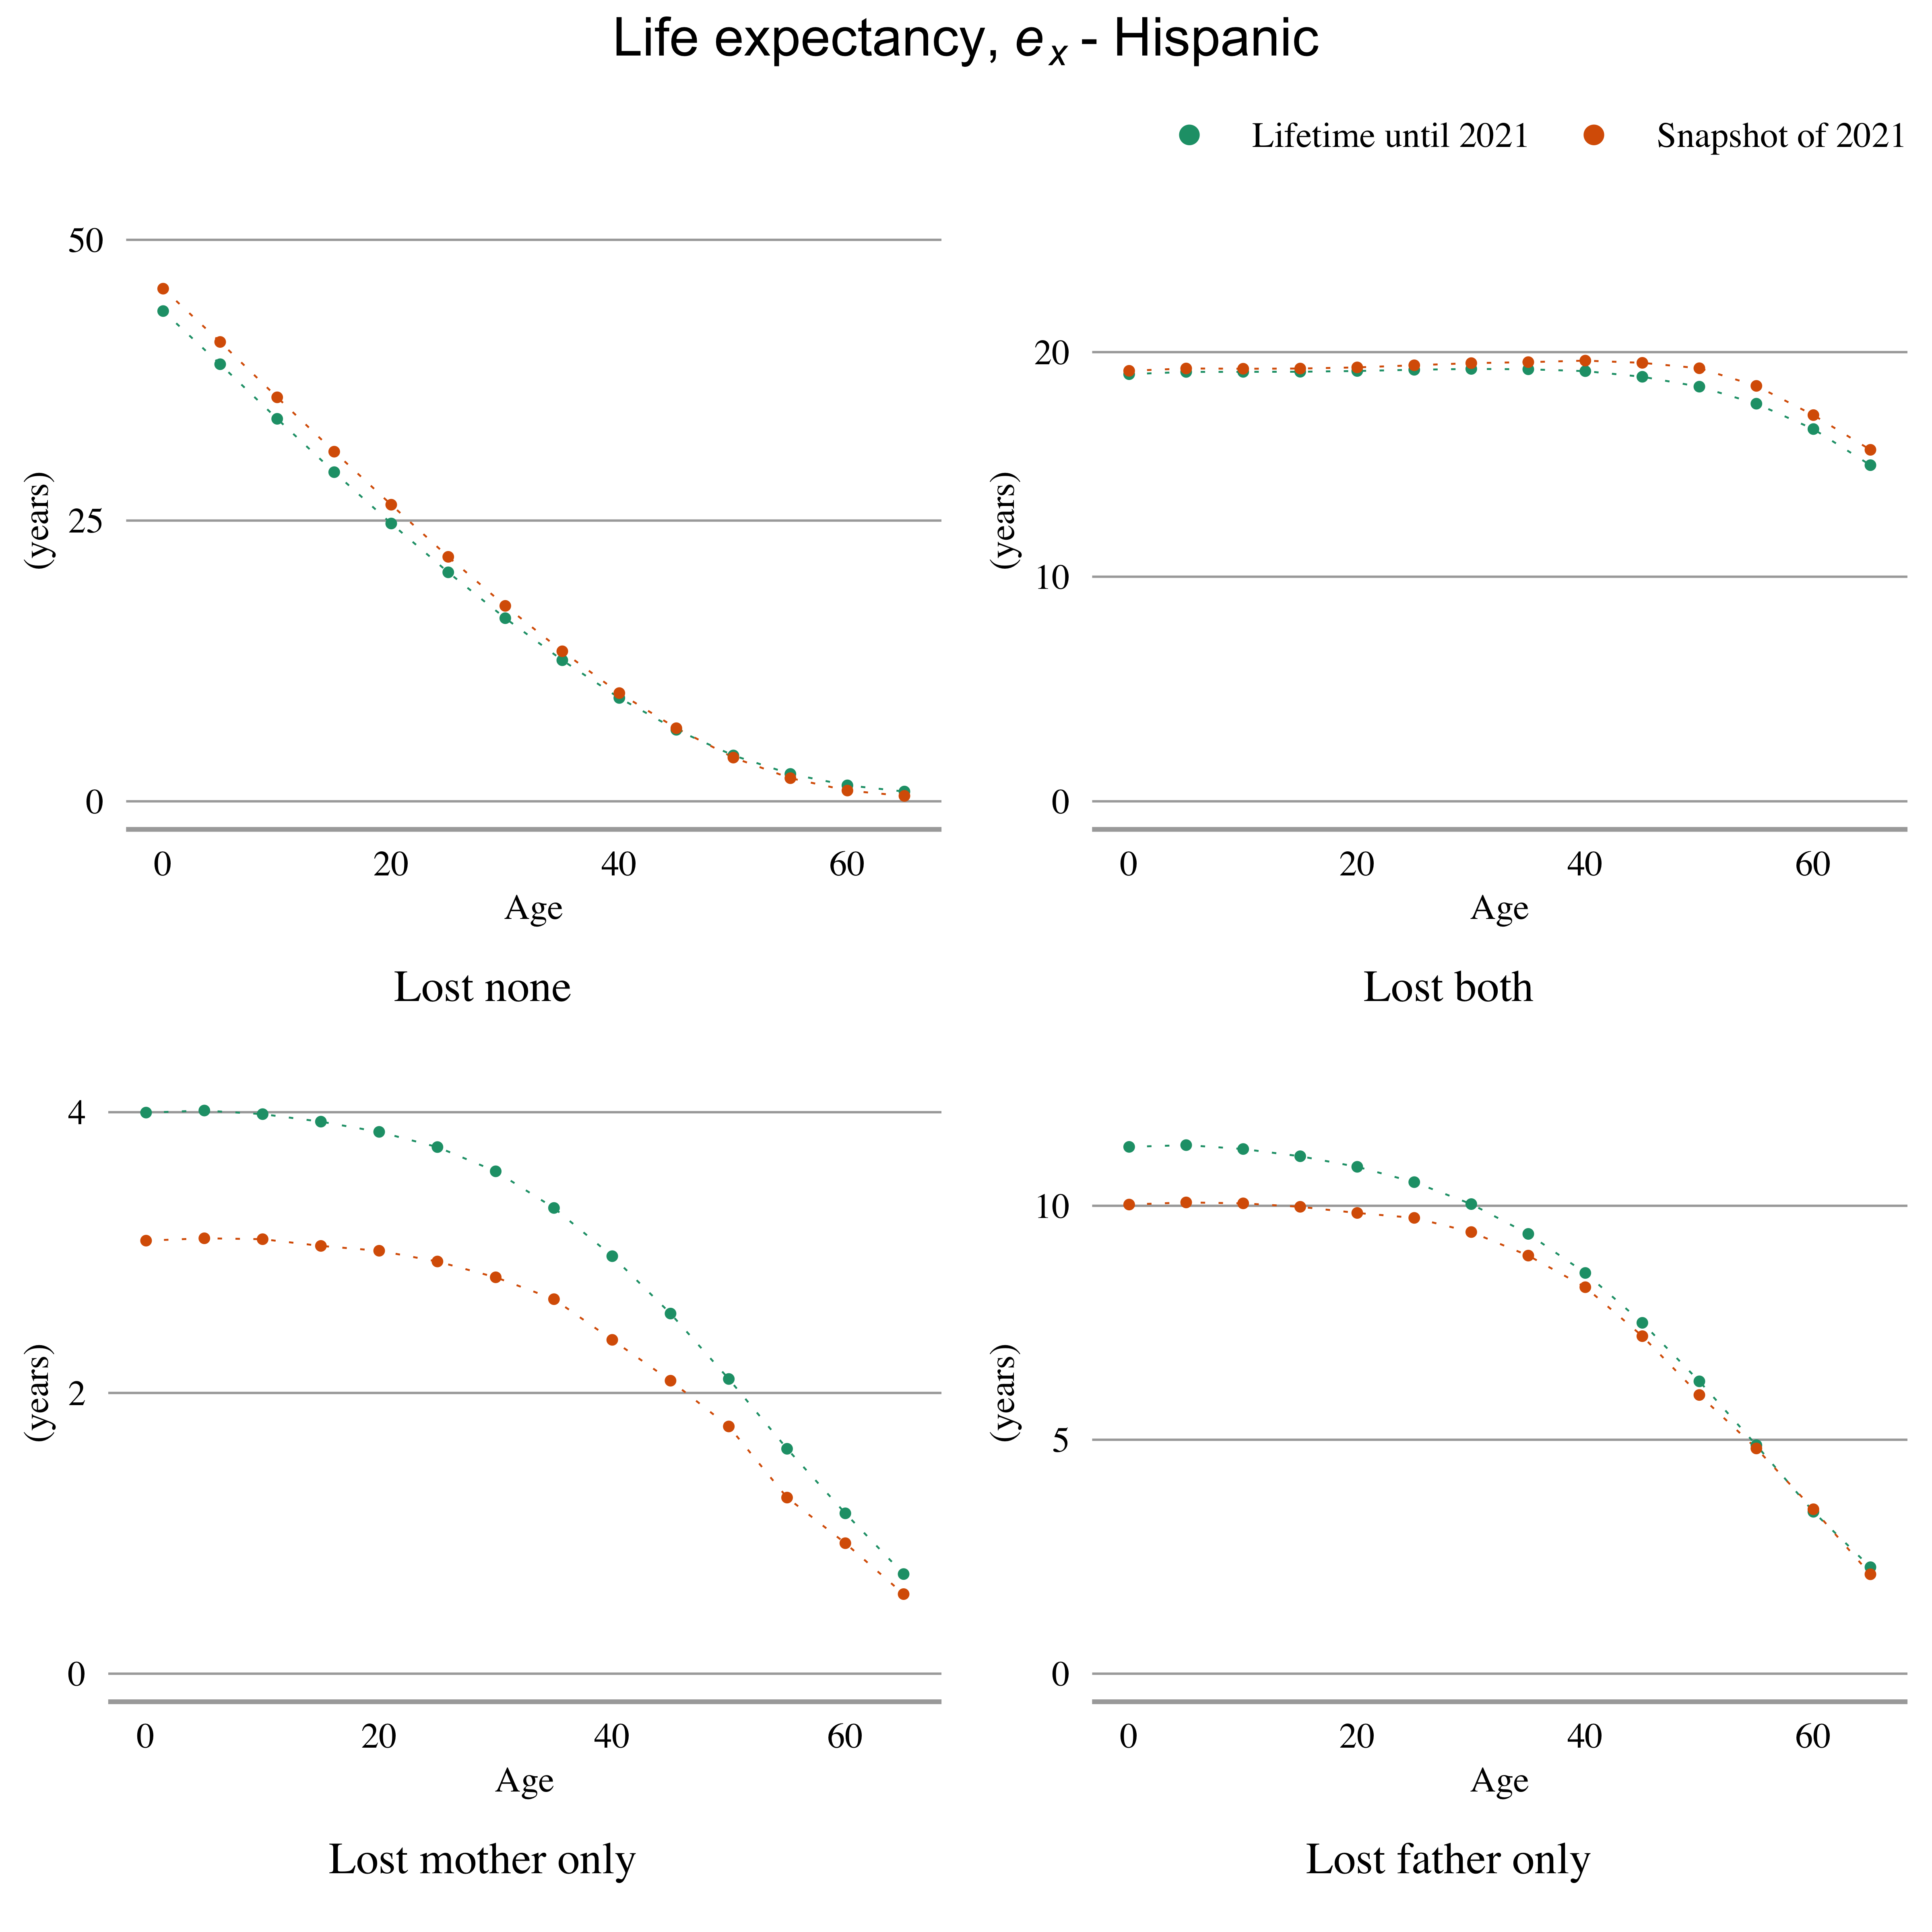 Life expectancy, e x - Hispanic
Lifetime until 2021 Snapshot of 2021
50
25
0
(years)
0 20 40 60
Age
Lost none
20
10
0
(years)
0 20 40 60
Age
Lost both
4
2
0
(years)
0 20 40 60
Age
Lost mother only
10
5
0
(years)
0 20 40 60
Age
Lost father only